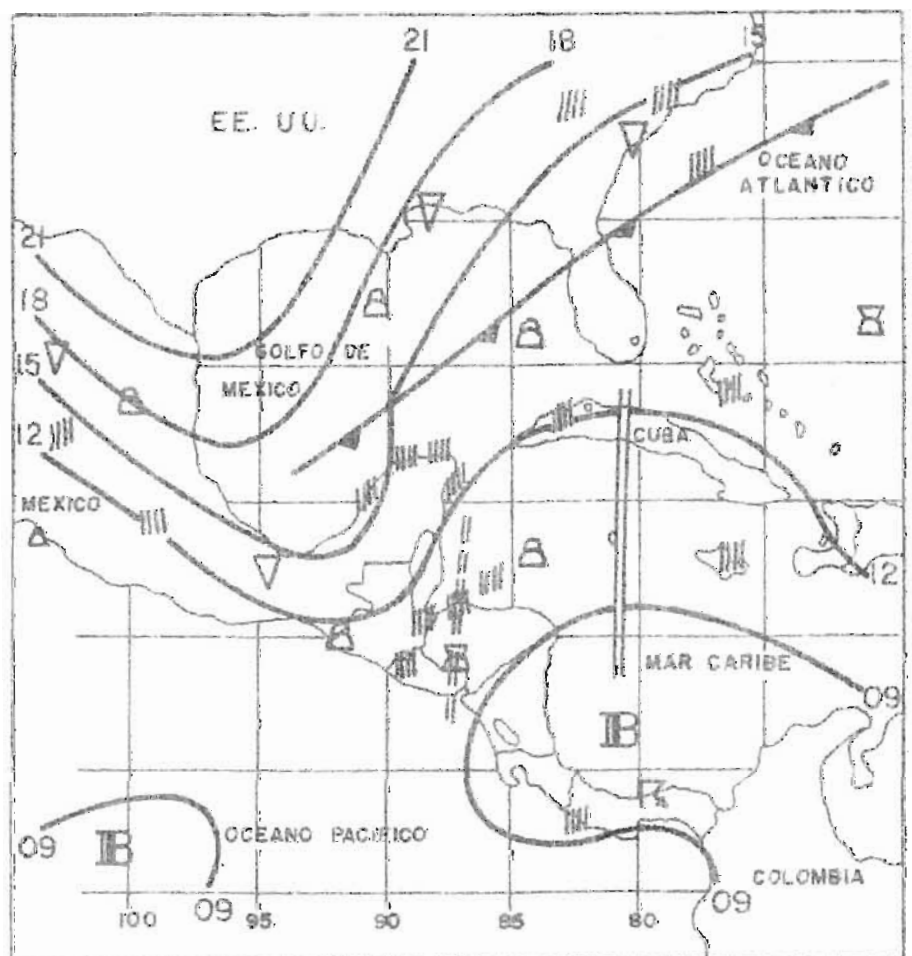 21
18
15
EE. UU.
OCEANO
ATLANTICO
21
18
GOLFO DE
15
MEXICO
12
CUBA
MEXICO
12
MAR CARIBE
09
B
B
OCEANO PACIFICO
09
COLOMBIA
09
09
100
95
90
85
80